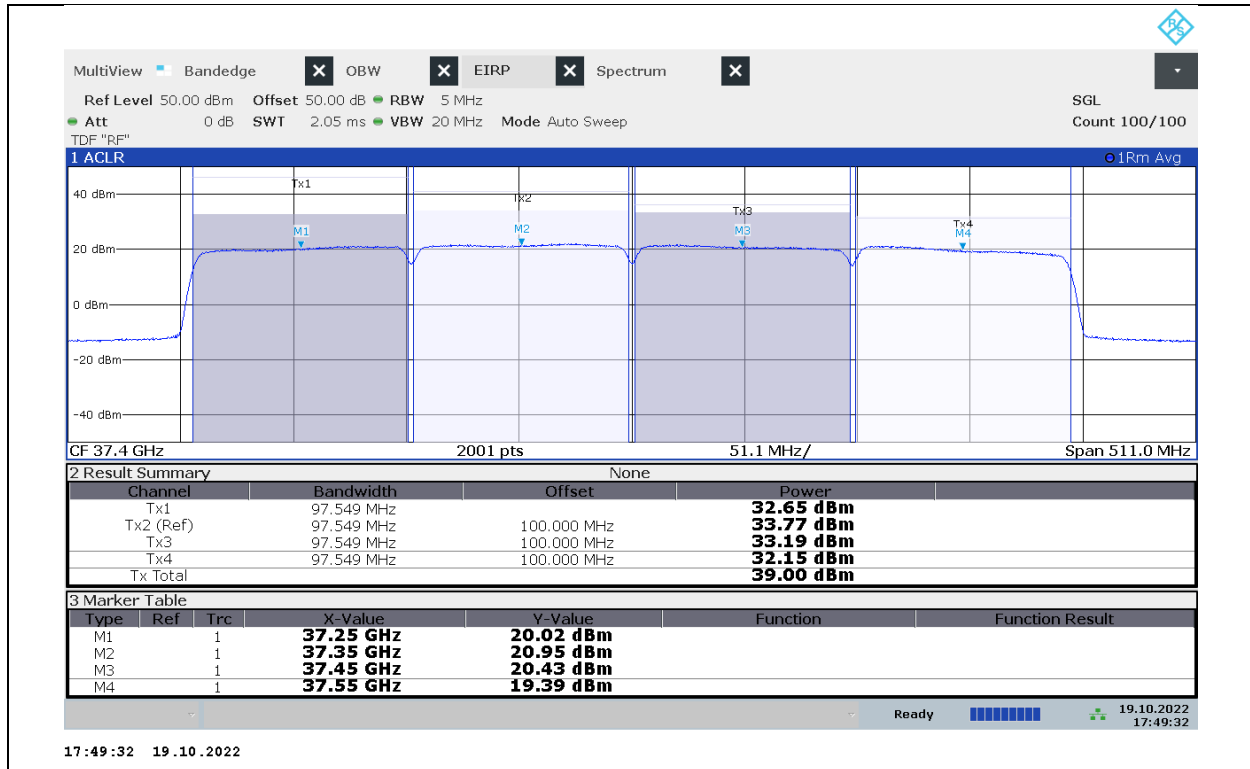 R&S
MultiView Bandedge X OBW X EIRP X Spectrum X
Ref Level 50.00 dBm Offset 50.00 dB RBW 5 MHz SGL
Att 0 dB SWT 2.05 ms VBW 20 MHz Mode Auto Sweep Count 100/100
TDF "RF"
1 ACLR 1Rm Avg
Tx1
40 dBm
Tx2
Tx3
Tx4
M1 M2 M3 M4
20 dBm
0 dBm
-20 dBm
-40 dBm
CF 37.4 GHz 2001 pts 51.1 MHz/ Span 511.0 MHz
2 Result Summary None
Channel Bandwidth Offset Power
Tx1 97.549 MHz 32.65 dBm
Tx2 (Ref) 97.549 MHz 100.000 MHz 33.77 dBm
Tx3 97.549 MHz 100.000 MHz 33.19 dBm
Tx4 97.549 MHz 100.000 MHz 32.15 dBm
Tx Total 39.00 dBm
3 Marker Table
Type Ref Trc X-Value Y-Value Function Function Result
M1 1 37.25 GHz 20.02 dBm
M2 1 37.35 GHz 20.95 dBm
M3 1 37.45 GHz 20.43 dBm
M4 1 37.55 GHz 19.39 dBm
Ready 19.10.2022
17:49:32
17:49:32 19.10.2022